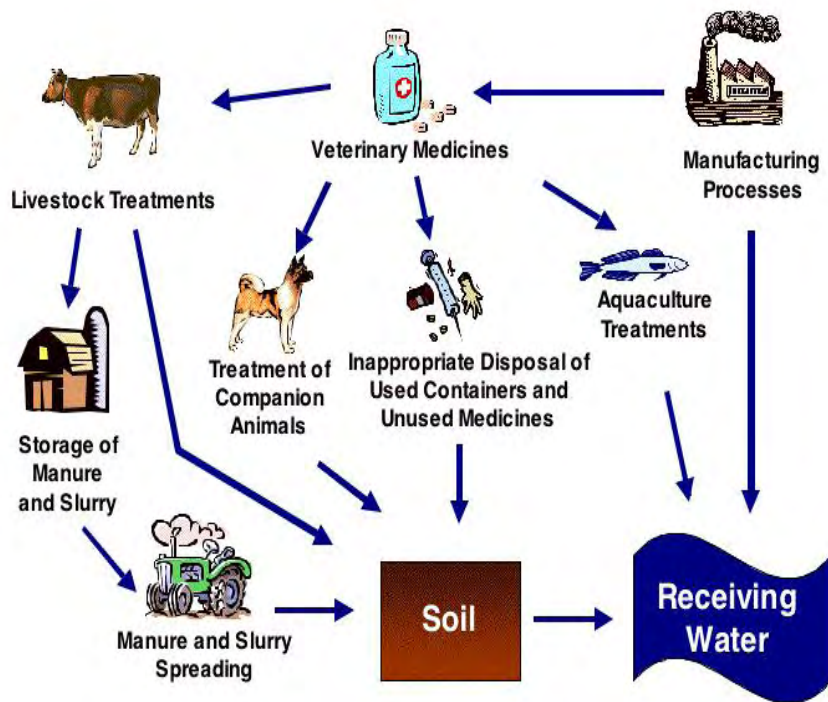 Veterinary Medicines
Manufacturing
Processes
Livestock Treatments
Aquaculture
Treatments
Treatment of
Companion
Animals
Inappropriate Disposal of
Used Containers and
Unused Medicines
Storage of
Manure
and Slurry
Manure and Slurry
Spreading
Soil
Receiving
Water